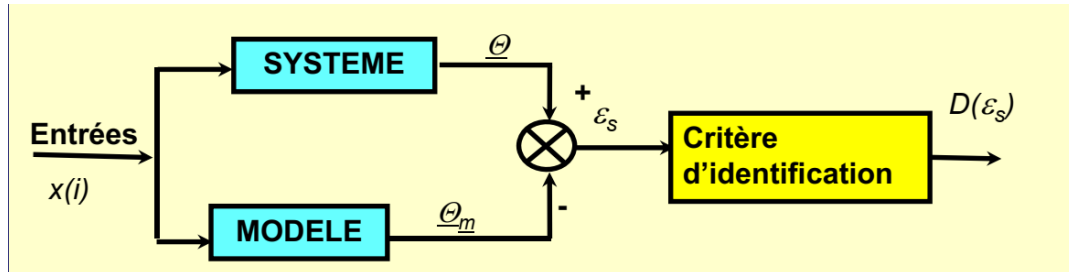 SYSTEME
Θ
Entrées
x(i)
+
εs
Critère
d'identification
D(εs)
MODELE
Θm
-